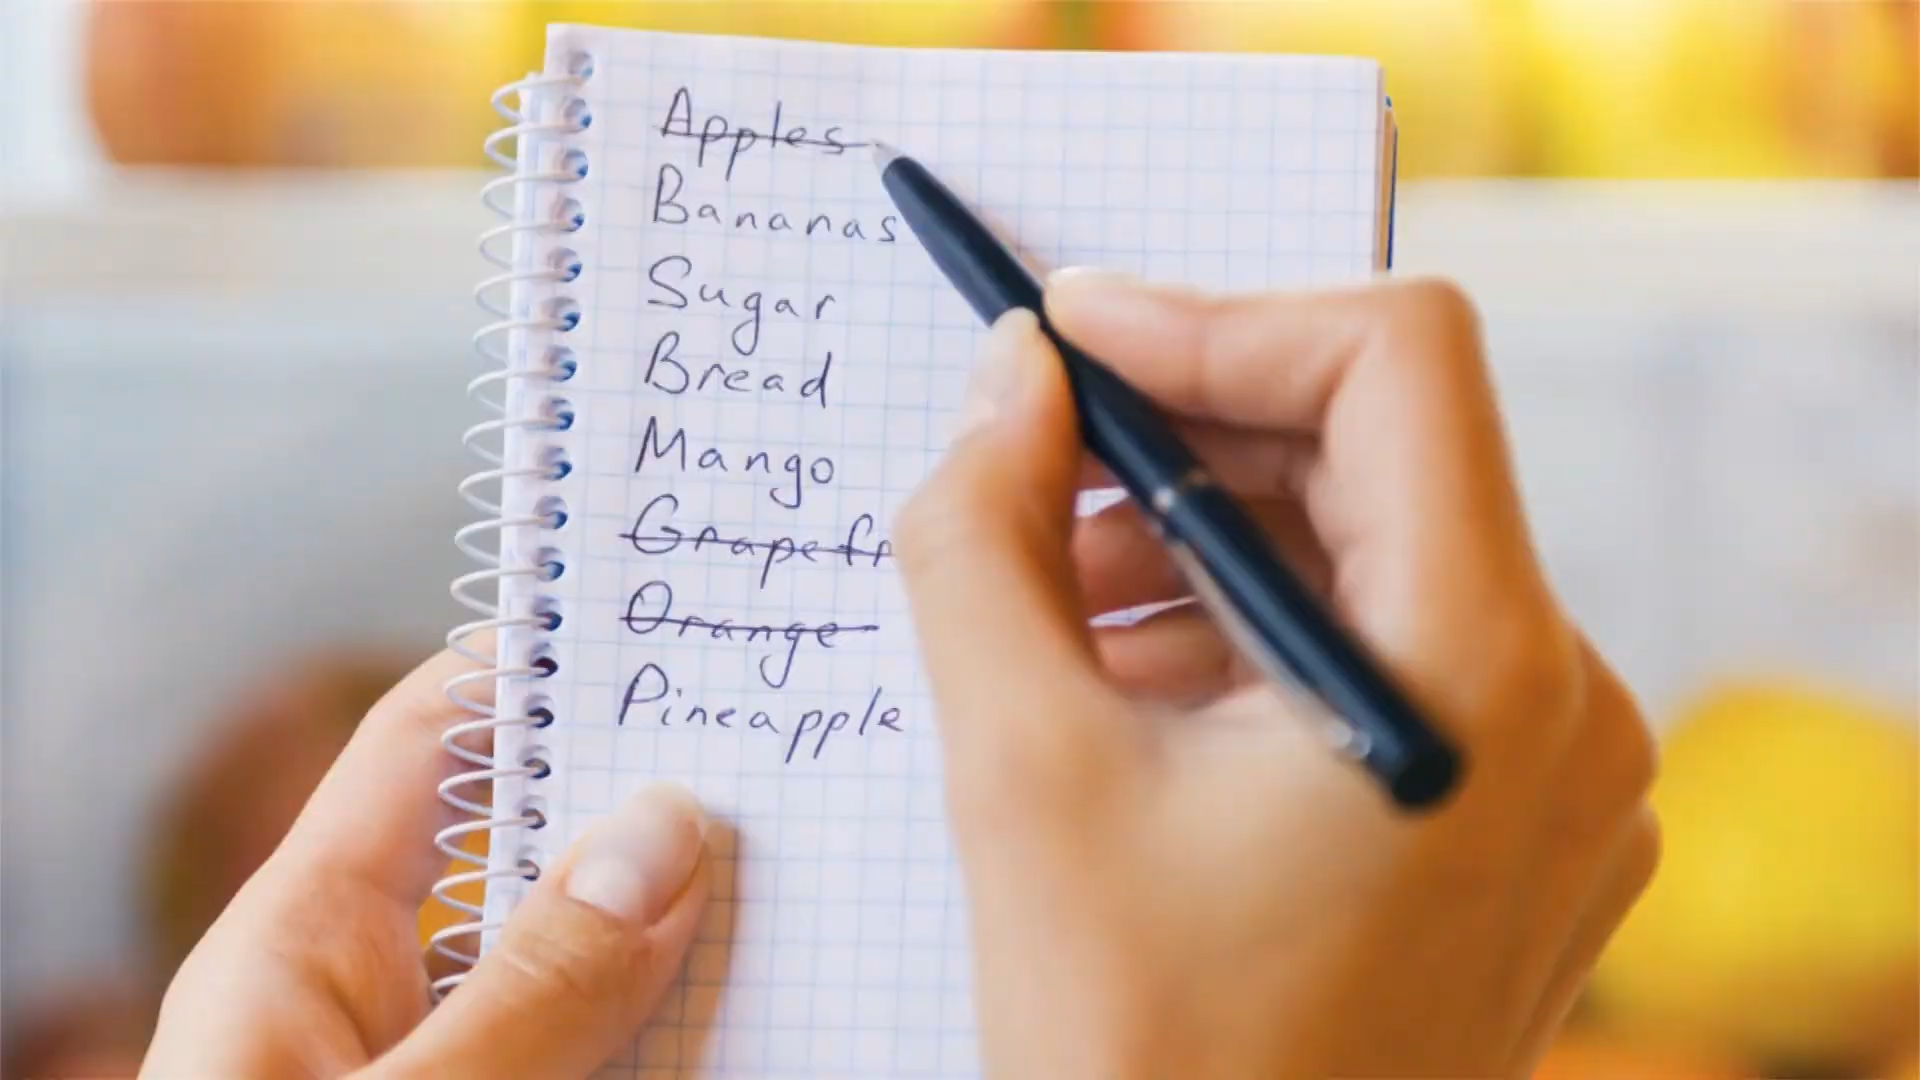 Apples
Bananas
Sugar
Bread
Mango
Grapefr
Orange
Pineapple